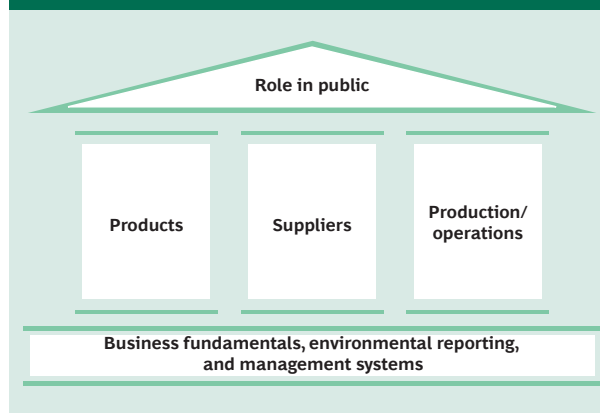 Role in public
Products
Suppliers
Production/
operations
Business fundamentals, environmental reporting,
and management systems